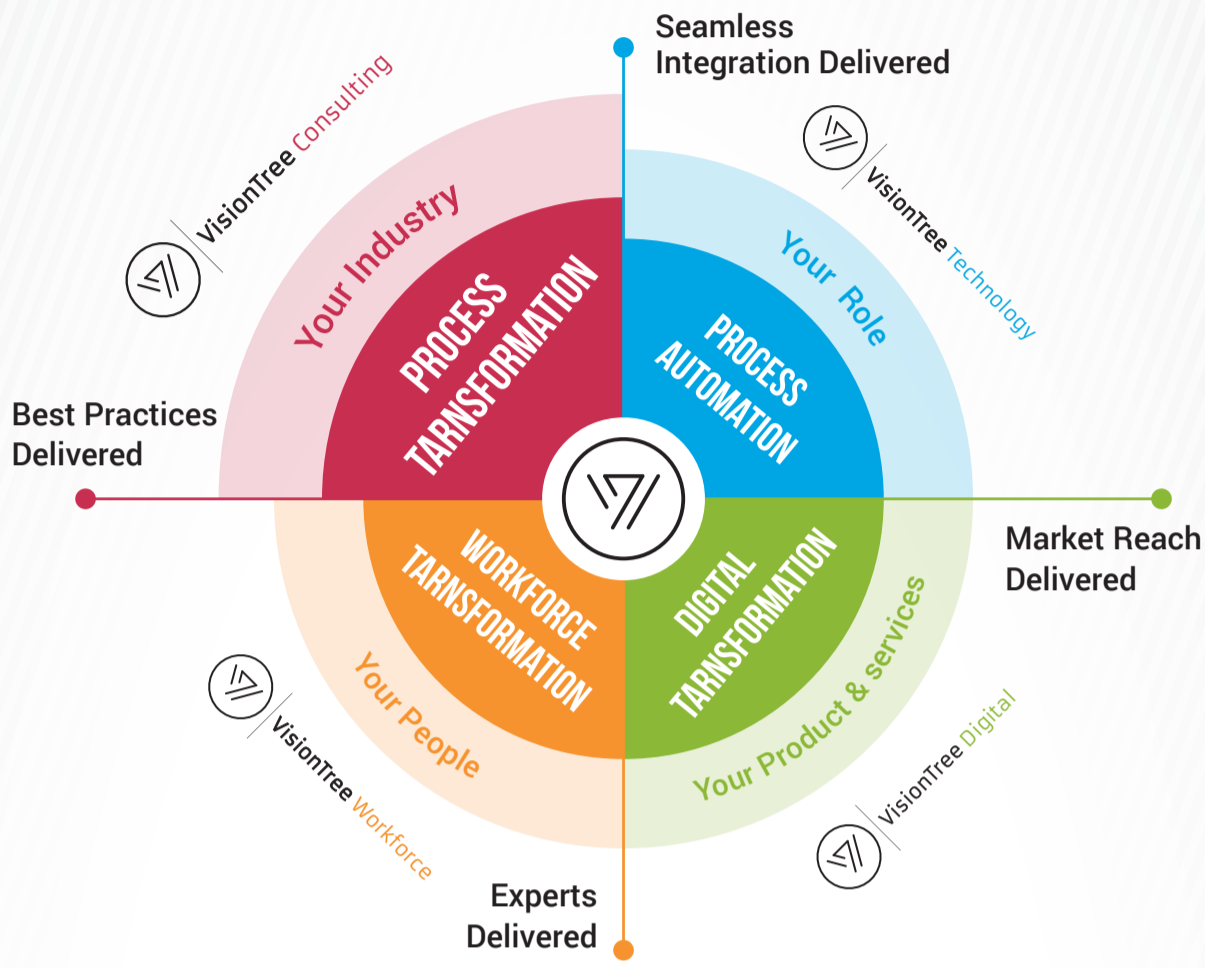 Seamless
Integration Delivered
VisionTree Consulting
VisionTree Technology
Your Industry
Your Role
PROCESS
TARNSFORMATION
PROCESS
AUTOMATION
Best Practices
Delivered
Market Reach
Delivered
WORKFORCE
TARNSFORMATION
DIGITAL
TARNSFORMATION
Your People
Your Product & services
VisionTree Workforce
VisionTree Digital
Experts
Delivered